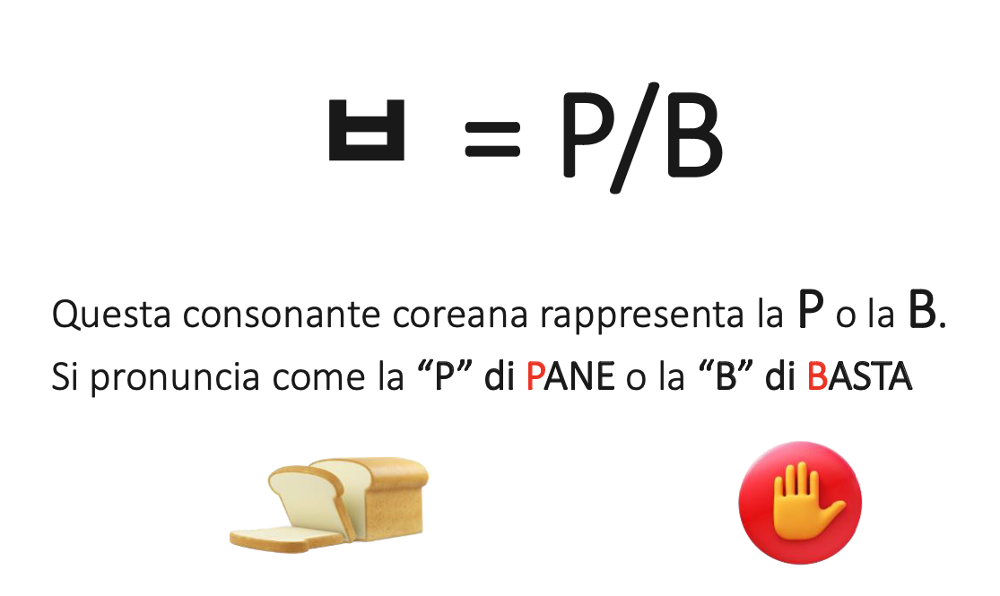 ㅂ = P/B
Questa consonante coreana rappresenta la P o la B.
Si pronuncia come la “P” di PANE o la “B” di BASTA